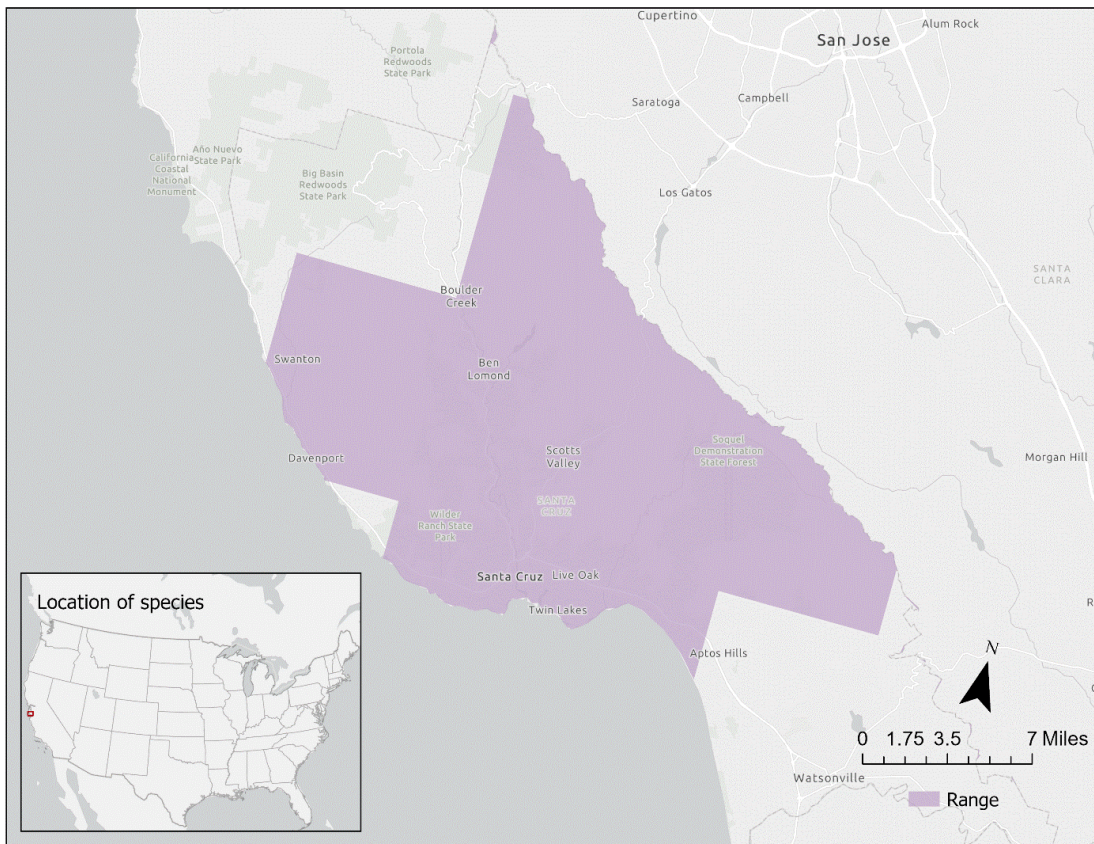 Cupertino
Alum Rock
San Jose
Portola
Redwoods
State Park
Saratoga
Campbell
Año Nuevo
State Park
California
Coastal
National
Monument
Big Basin
Redwoods
State Park
Los Gatos
SANTA
CLARA
Boulder
Creek
Swanton
Ben
Lomond
Scotts
Valley
Soquel
Demonstration
State Forest
Morgan Hill
Davenport
SANTA
CRUZ
Wilder
Ranch State
Park
Santa Cruz
Live Oak
Twin Lakes
Aptos Hills
Watsonville
Location of species
N
0 1.75 3.5 7 Miles
Range